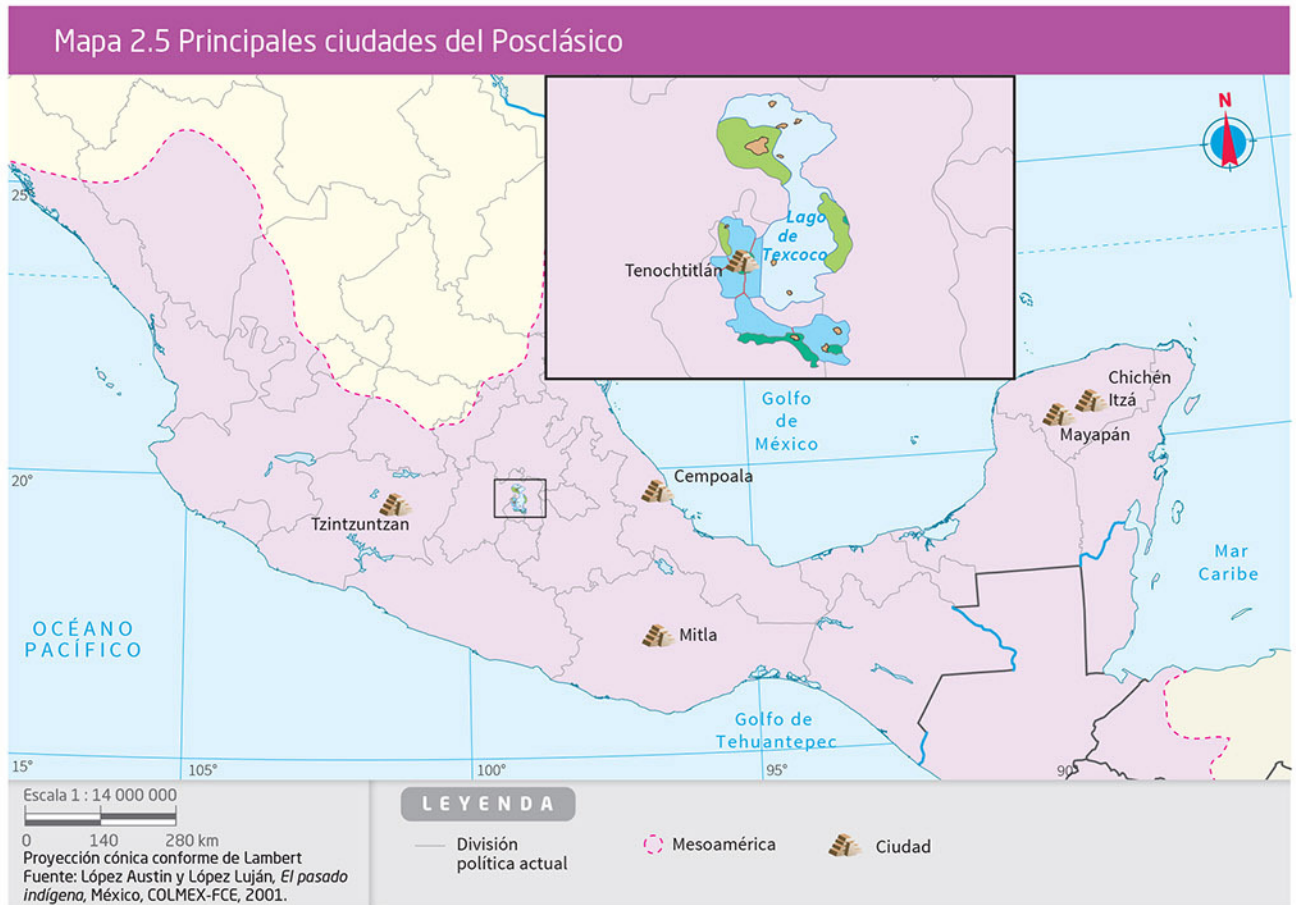 Mapa 2.5 Principales ciudades del Posclásico
N
25°
Lago
de
Texcoco
Tenochtitlán
Golfo
de
México
Chichén
Itzá
Mayapán
20°
Cempoala
Tzintzuntzan
Mar
Caribe
OCÉANO
PACÍFICO
Mitla
Golfo de
Tehuantepec
15°
105°
100°
95°
90°
Escala 1 : 14 000 000
0 140 280 km
Proyección cónica conforme de Lambert
Fuente: López Austin y López Luján, El pasado
indígena, México, COLMEX-FCE, 2001.
LEYENDA
División
política actual
Mesoamérica
Ciudad